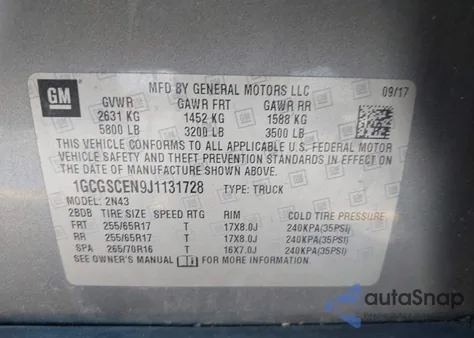 GM
MFD BY GENERAL MOTORS LLC 09/17
GVWR GAWR FRT GAWR RR
2631 KG 1452 KG 1588 KG
5800 LB 3200 LB 3500 LB
THIS VEHICLE CONFORMS TO ALL APPLICABLE U.S. FEDERAL MOTOR
VEHICLE SAFETY AND THEFT PREVENTION STANDARDS IN EFFECT ON
THE DATE OF MANUFACTURE SHOWN ABOVE.
1GCGSCEN9J1131728 TYPE: TRUCK
MODEL: 2N43
2BDB TIRE SIZE SPEED RTG RIM COLD TIRE PRESSURE
FRT 255/65R17 T 17X8.0J 240KPA(35PSI)
RR 255/65R17 T 17X8.0J 240KPA(35PSI)
SPA 265/70R16 T 16X7.0J 240KPA(35PSI)
SEE OWNER'S MANUAL FOR MORE INFORMATION
autoSnap